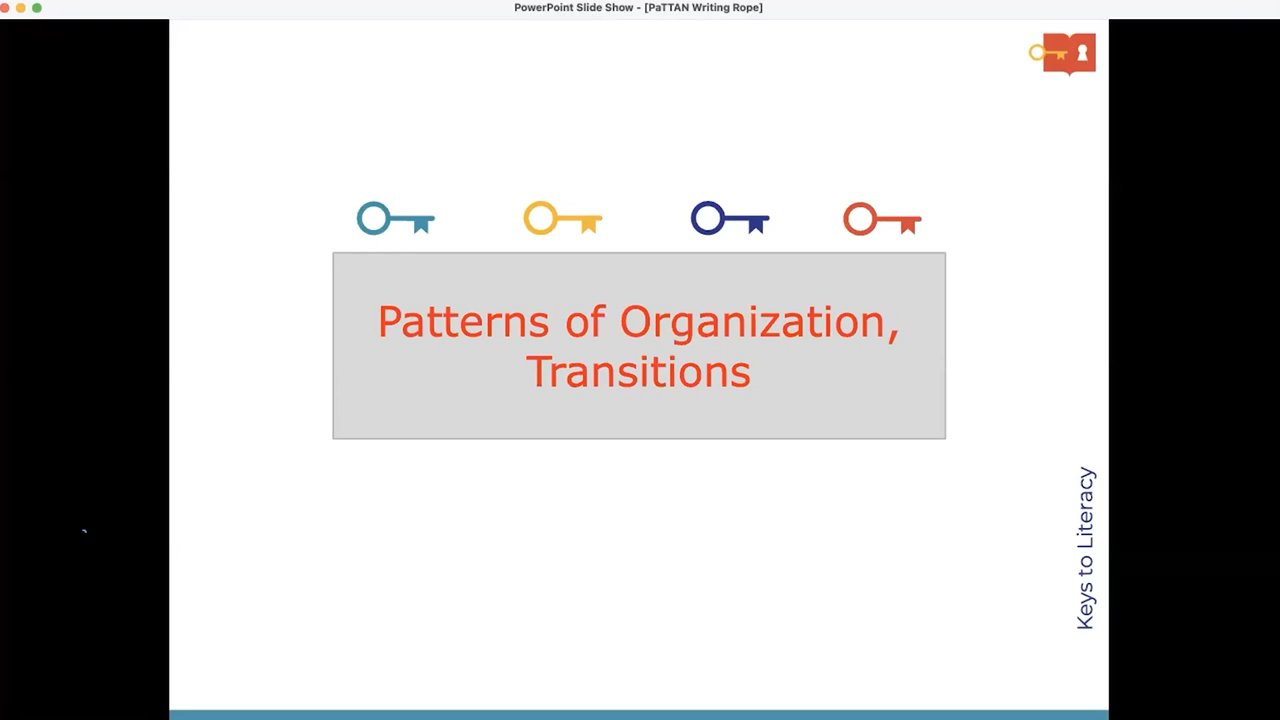 PowerPoint Slide Show - [PaTTAN Writing Rope]
Patterns of Organization,
Transitions
Keys to Literacy